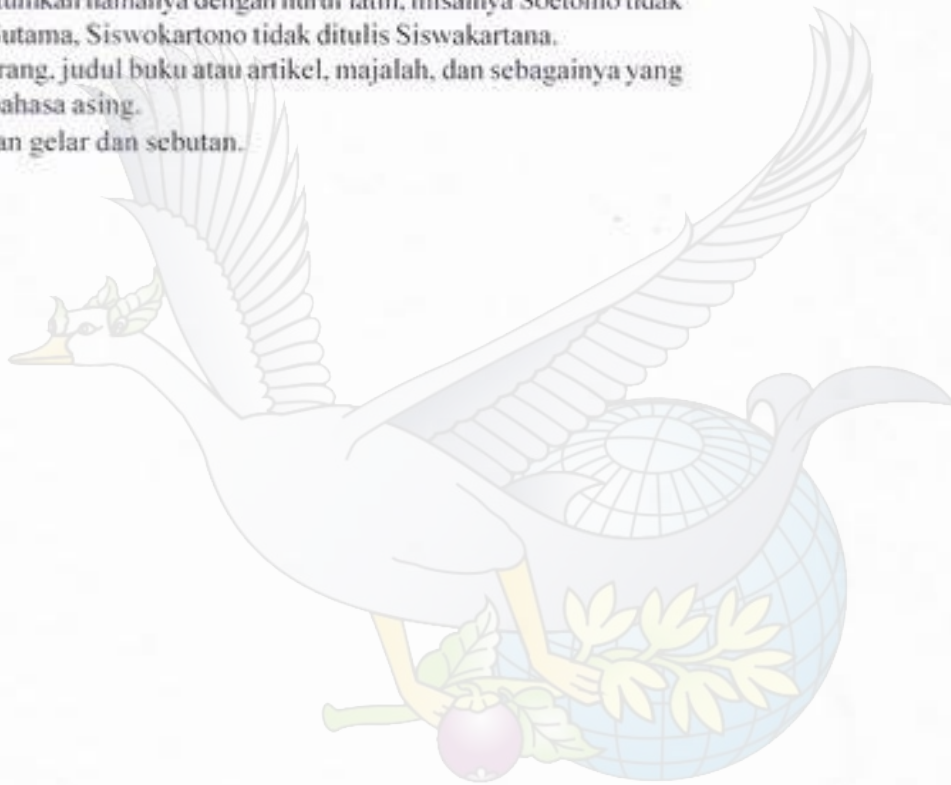 dengan huruf latin, misalnya Soetomo tidak
utama, Siswokartono tidak ditulis Siswakartana.
rang, judul buku atau artikel, majalah, dan sebagainya yang
ahasa asing.
an gelar dan sebutan.